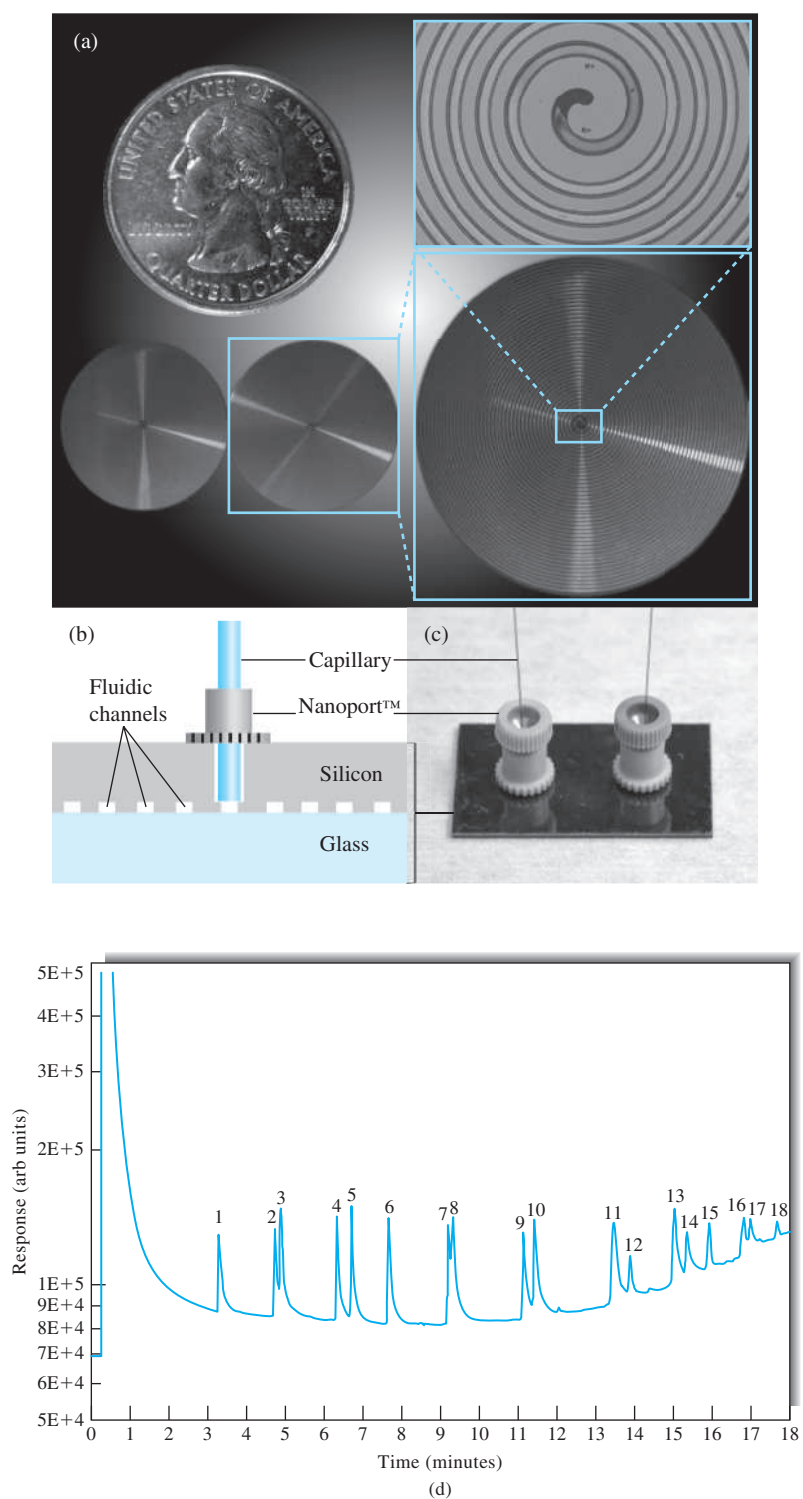 (a)
UNITED STATES OF AMERICA
QUARTER DOLLAR
(b)
(c)
Capillary
Fluidic
channels
Nanoport™
Silicon
Glass
5E+5
4E+5
3E+5
2E+5
1E+5
9E+4
8E+4
7E+4
6E+4
5E+4
Response (arb units)
1
2
3
4
5
6
7
8
9
10
11
12
13
14
15
16
17
18
0 1 2 3 4 5 6 7 8 9 10 11 12 13 14 15 16 17 18
Time (minutes)
(d)